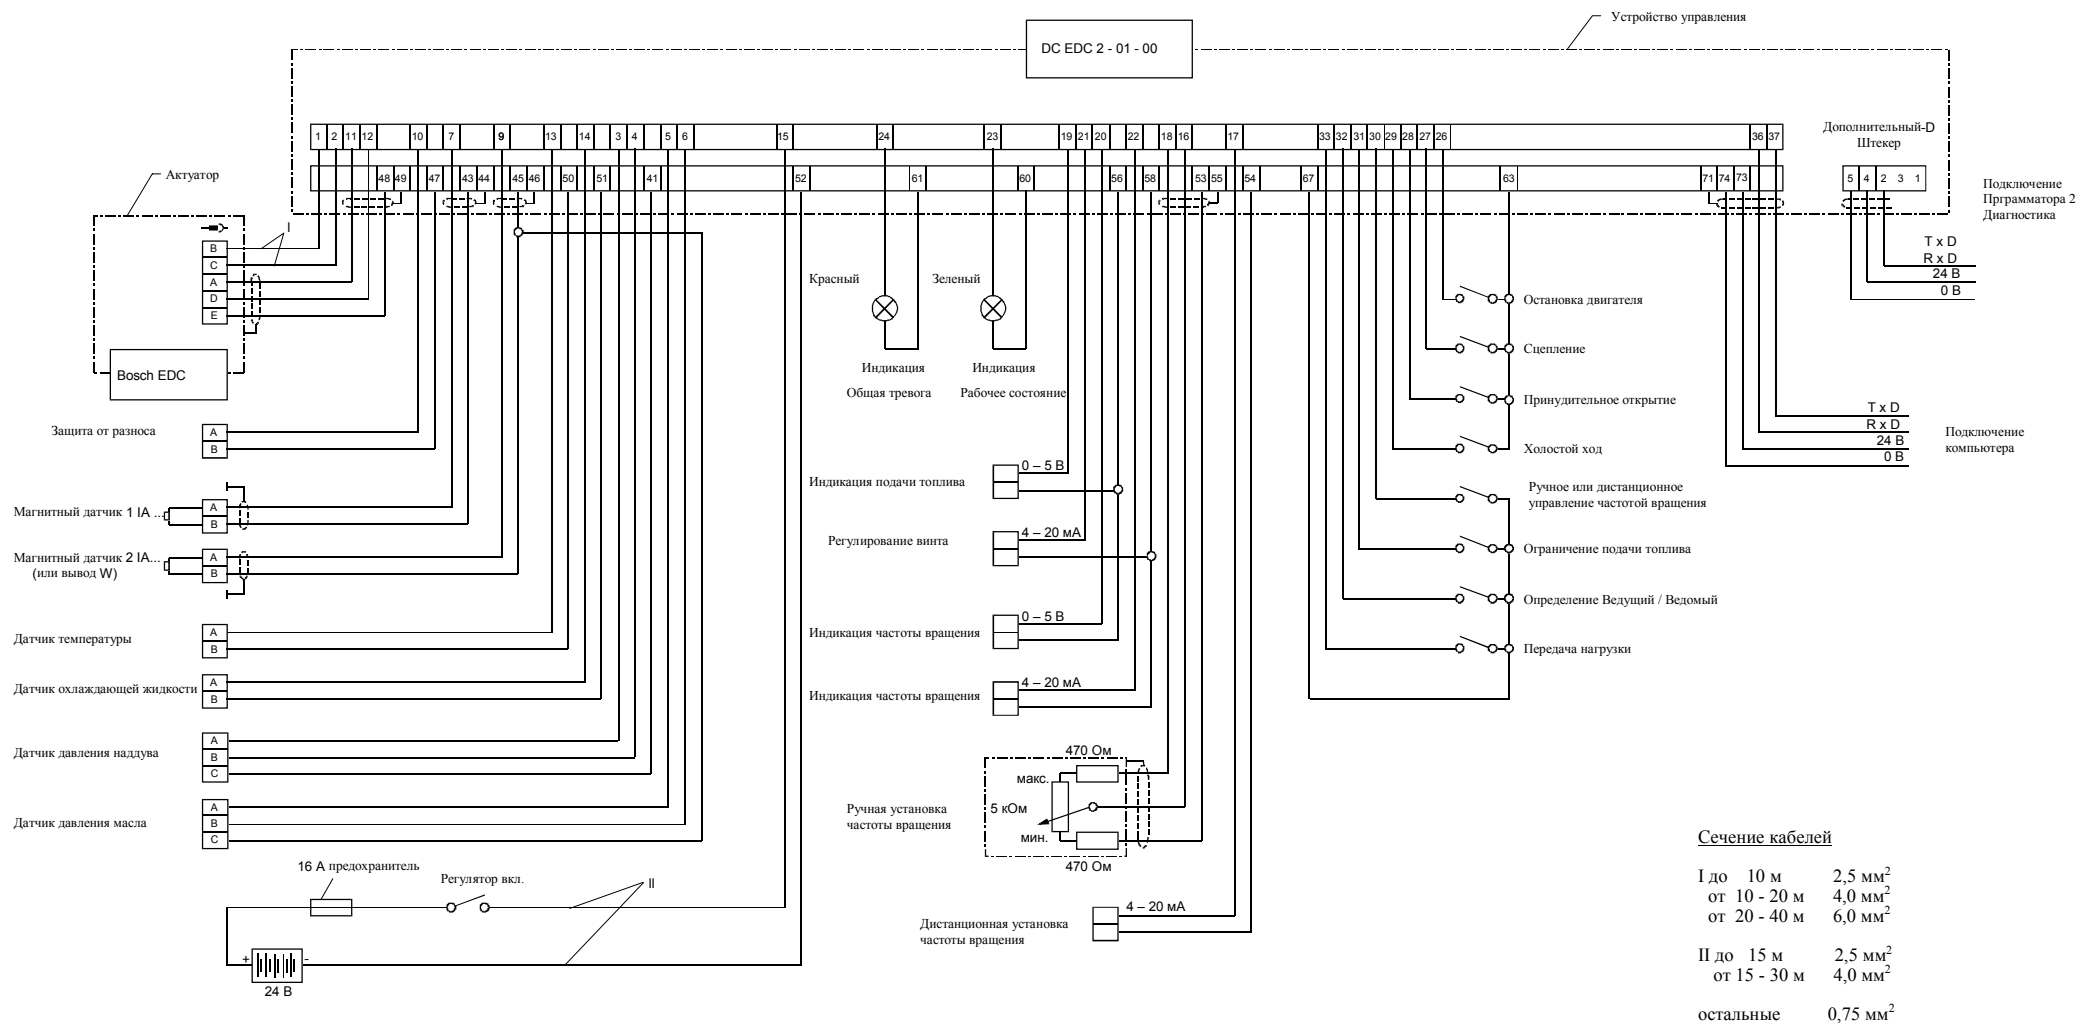 Устройство управления
DC EDC 2 - 01 - 00
1 2 11 12 10 7 9 13 14 3 4 5 6 15 24 23 19 21 20 22 18 16 17 33 32 31 30 29 28 27 26 36 37
Дополнительный-D
Штекер
48 49 47 43 44 45 46 50 51 41 52 61 60 56 58 53 55 54 67 63 71 74 73
5 4 2 3 1
Актуатор
Подключение
Прграмматора 2
Диагностика
I
B
C
A
D
E
T x D
R x D
24 В
0 В
Bosch EDC
Красный
Зеленый
Индикация
Общая тревога
Индикация
Рабочее состояние
Остановка двигателя
Сцепление
Принудительное открытие
Холостой ход
Ручное или дистанционное
управление частотой вращения
Ограничение подачи топлива
Определение Ведущий / Ведомый
Передача нагрузки
T x D
R x D
24 В
0 В
Подключение
компьютера
Защита от разноса
A
B
Магнитный датчик 1 IA ...
A
B
Магнитный датчик 2 IA...
(или вывод W)
A
B
Датчик температуры
A
B
Датчик охлаждающей жидкости
A
B
Датчик давления наддува
A
B
C
Датчик давления масла
A
B
C
Индикация подачи топлива
0 – 5 В
Регулирование винта
4 – 20 мА
Индикация частоты вращения
0 – 5 В
Индикация частоты вращения
4 – 20 мА
470 Ом
макс.
5 кОм
мин.
470 Ом
Ручная установка
частоты вращения
Дистанционная установка
частоты вращения
4 – 20 мА
16 А предохранитель
Регулятор вкл.
II
+ -
24 В
Сечение кабелей
I до 10 м 2,5 мм²
от 10 - 20 м 4,0 мм²
от 20 - 40 м 6,0 мм²
II до 15 м 2,5 мм²
от 15 - 30 м 4,0 мм²
остальные 0,75 мм²